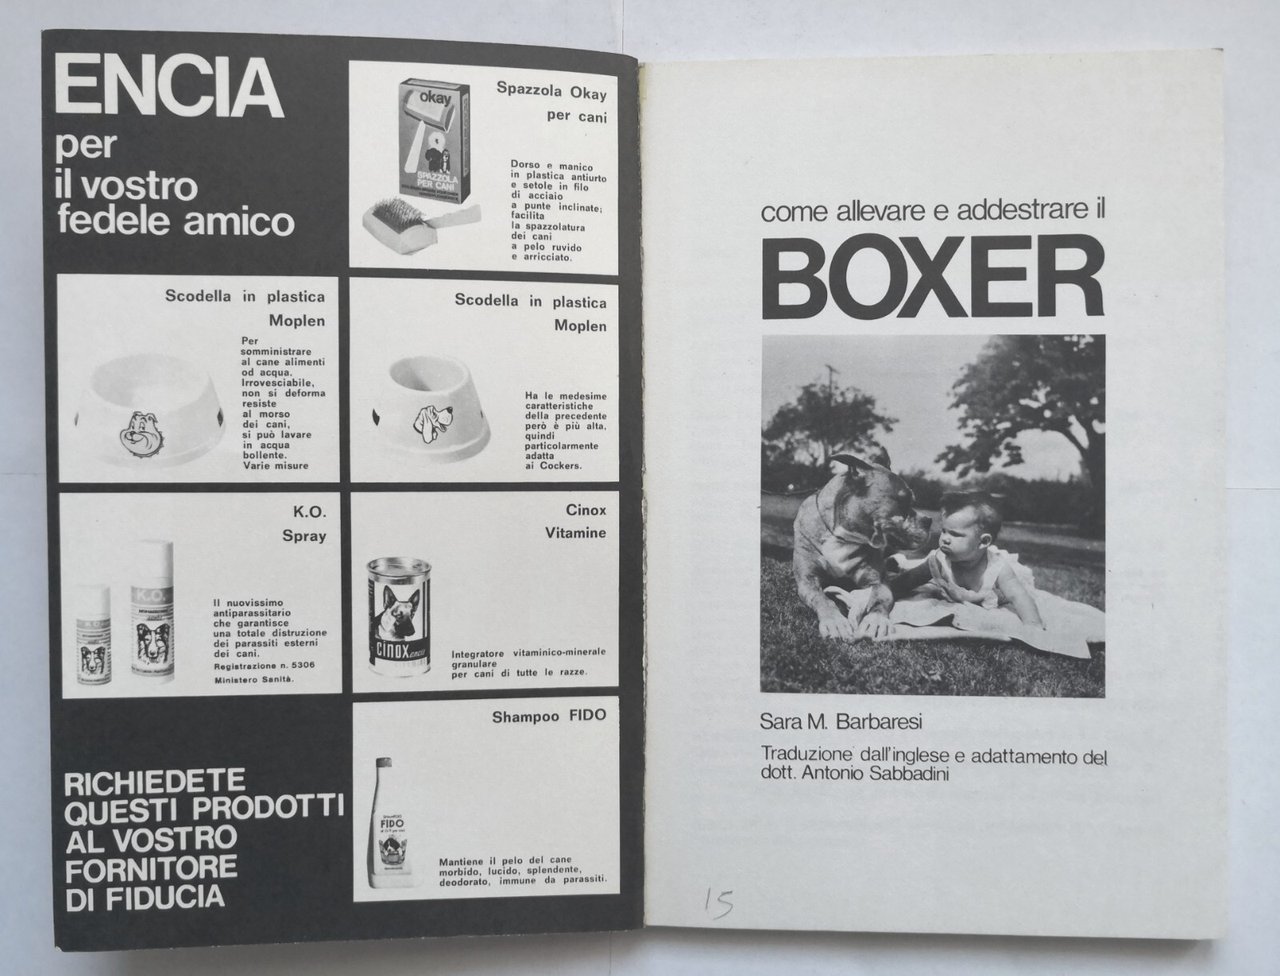 ENCIA
per
il vostro
fedele amico
Spazzola Okay
per cani
okay
SPAZZOLA
PER CANI
Dorso e manico
in plastica antiurto
e setole in filo
di acciaio
a punte inclinate;
facilita
la spazzolatura
dei cani
a pelo ruvido
e arricciato.
Scodella in plastica
Moplen
Per
somministrare
al cane alimenti
od acqua.
Irrovesciabile,
non si deforma
resiste
al morso
dei cani,
si può lavare
in acqua
bollente.
Varie misure
Scodella in plastica
Moplen
Ha le medesime
caratteristiche
della precedente
però è più alta,
quindi
particolarmente
adatta
ai Cockers.
K.O.
Spray
K.O.
Il nuovissimo
antiparassitario
che garantisce
una totale distruzione
dei parassiti esterni
dei cani.
Registrazione n. 5306
Ministero Sanità.
Cinox
Vitamine
CINOX
Integratore vitaminico-minerale
granulare
per cani di tutte le razze.
RICHIEDETE
QUESTI PRODOTTI
AL VOSTRO
FORNITORE
DI FIDUCIA
Shampoo FIDO
FIDO
Mantiene il pelo del cane
morbido, lucido, splendente,
deodorato, immune da parassiti.
come allevare e addestrare il
BOXER
Sara M. Barbaresi
Traduzione dall'inglese e adattamento del
dott. Antonio Sabbadini
15